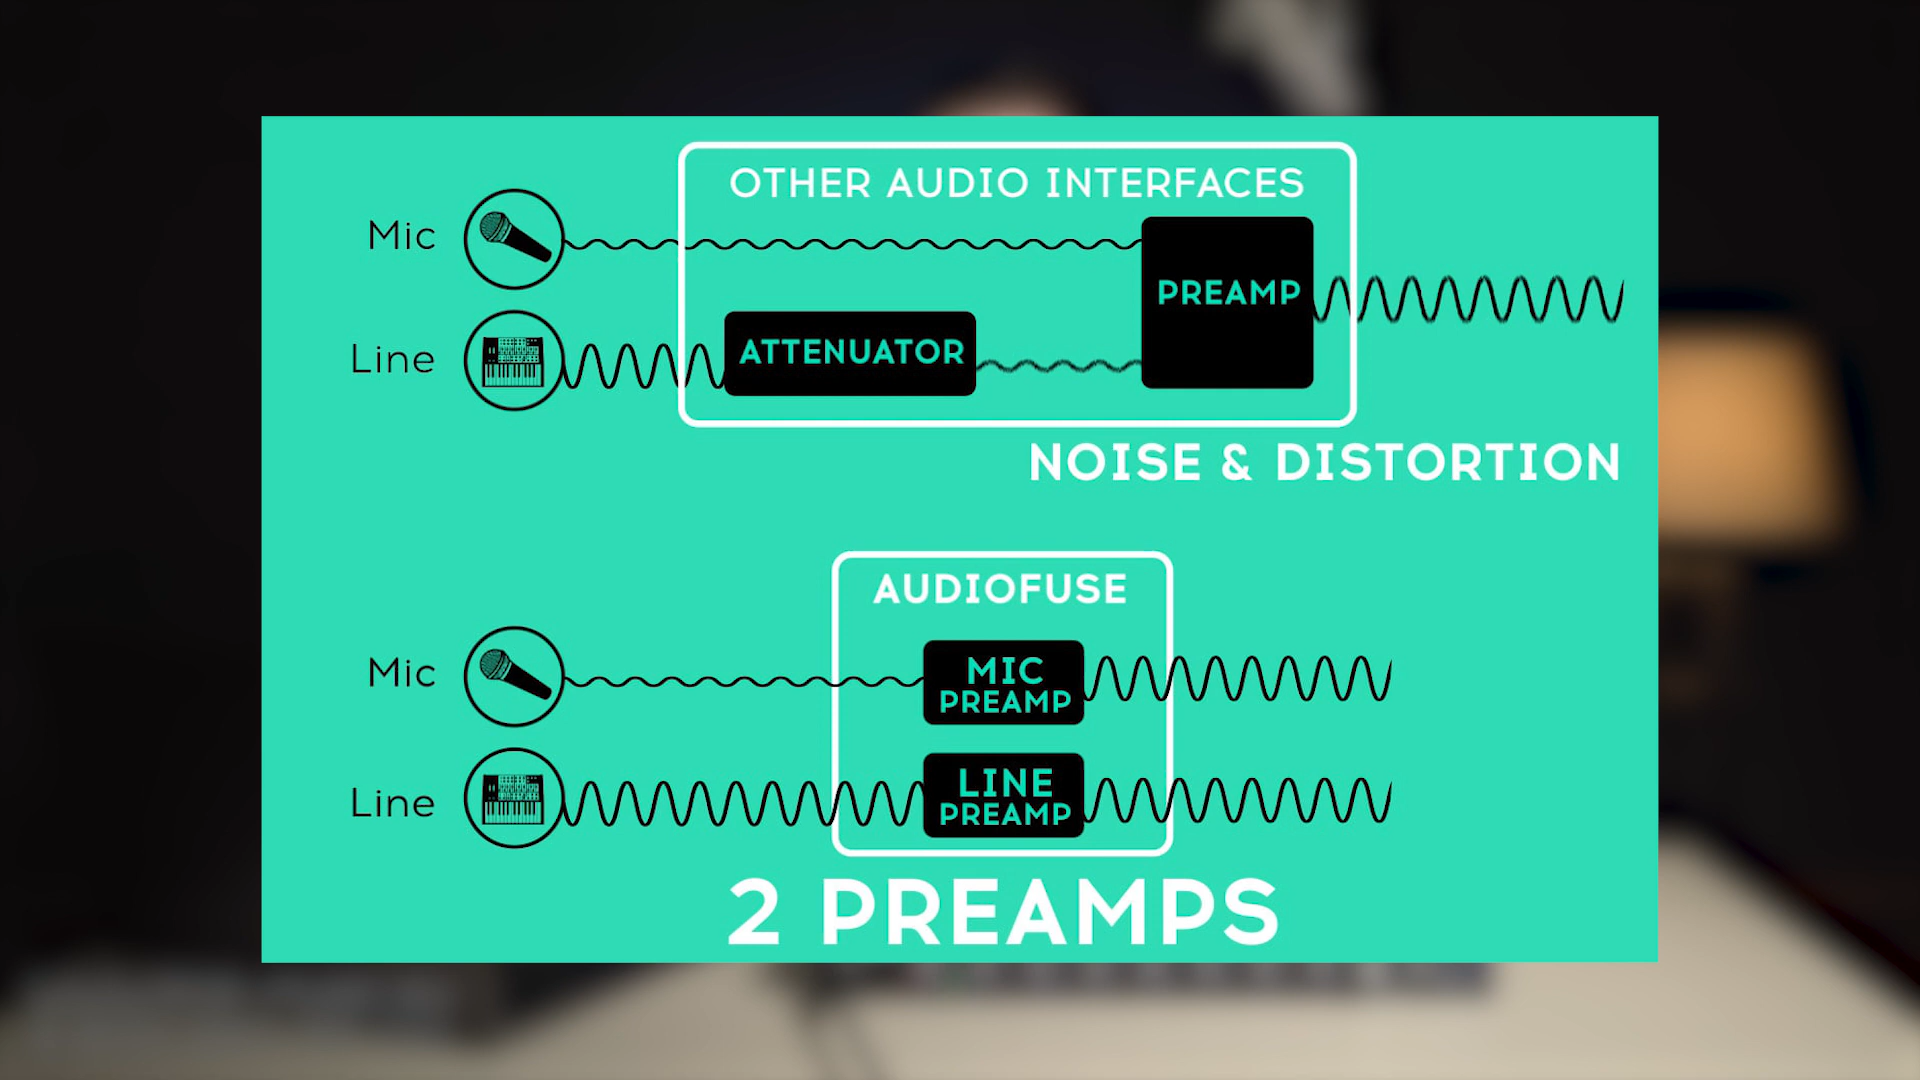 OTHER AUDIO INTERFACES
Mic
PREAMP
Line
ATTENUATOR
NOISE & DISTORTION
AUDIOFUSE
Mic
MIC
PREAMP
Line
LINE
PREAMP
2 PREAMPS